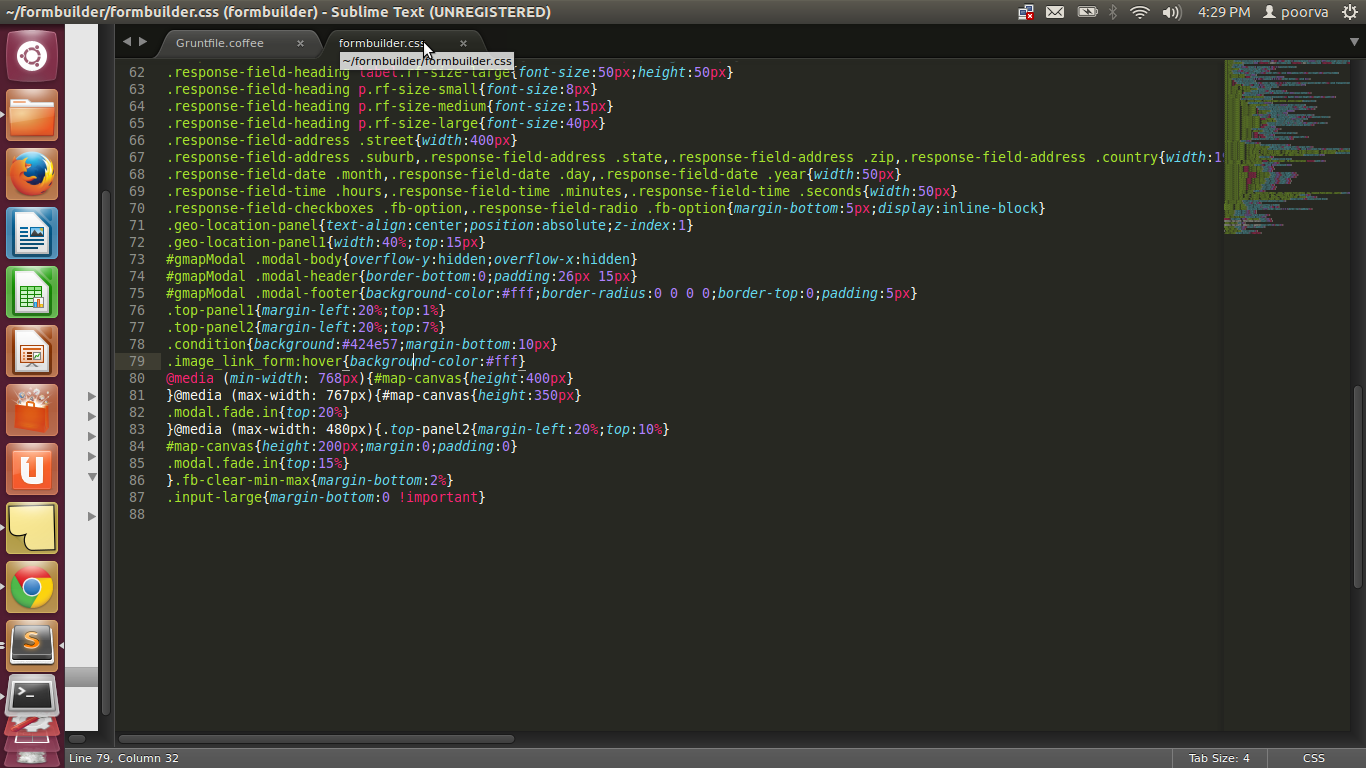 ~/formbuilder/formbuilder.css (formbuilder) - Sublime Text (UNREGISTERED)
4:29 PM poorva
Gruntfile.coffee
formbuilder.css
~/formbuilder/formbuilder.css
62 .response-field-heading label.rf-size-large{font-size:50px;height:50px}
63 .response-field-heading p.rf-size-small{font-size:8px}
64 .response-field-heading p.rf-size-medium{font-size:15px}
65 .response-field-heading p.rf-size-large{font-size:40px}
66 .response-field-address .street{width:400px}
67 .response-field-address .suburb,.response-field-address .state,.response-field-address .zip,.response-field-address .country{width:1
68 .response-field-date .month,.response-field-date .day,.response-field-date .year{width:50px}
69 .response-field-time .hours,.response-field-time .minutes,.response-field-time .seconds{width:50px}
70 .response-field-checkboxes .fb-option,.response-field-radio .fb-option{margin-bottom:5px;display:inline-block}
71 .geo-location-panel{text-align:center;position:absolute;z-index:1}
72 .geo-location-panel1{width:40%;top:15px}
73 #gmapModal .modal-body{overflow-y:hidden;overflow-x:hidden}
74 #gmapModal .modal-header{border-bottom:0;padding:26px 15px}
75 #gmapModal .modal-footer{background-color:#fff;border-radius:0 0 0 0;border-top:0;padding:5px}
76 .top-panel1{margin-left:20%;top:1%}
77 .top-panel2{margin-left:20%;top:7%}
78 .condition{background:#424e57;margin-bottom:10px}
79 .image_link_form:hover{background-color:#fff}
80 @media (min-width: 768px){#map-canvas{height:400px}
81 }@media (max-width: 767px){#map-canvas{height:350px}
82 .modal.fade.in{top:20%}
83 }@media (max-width: 480px){.top-panel2{margin-left:20%;top:10%}
84 #map-canvas{height:200px;margin:0;padding:0}
85 .modal.fade.in{top:15%}
86 }.fb-clear-min-max{margin-bottom:2%}
87 .input-large{margin-bottom:0 !important}
88
Line 79, Column 32
Tab Size: 4
CSS